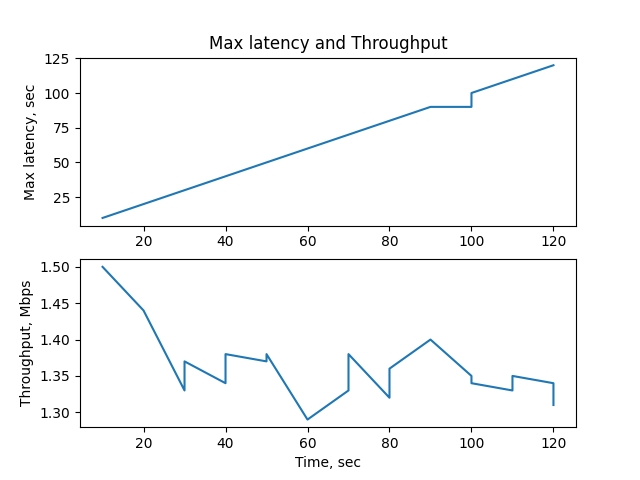 Max latency and Throughput
125
100
75
50
25
Max latency, sec
20 40 60 80 100 120
1.50
1.45
1.40
1.35
1.30
Throughput, Mbps
20 40 60 80 100 120
Time, sec